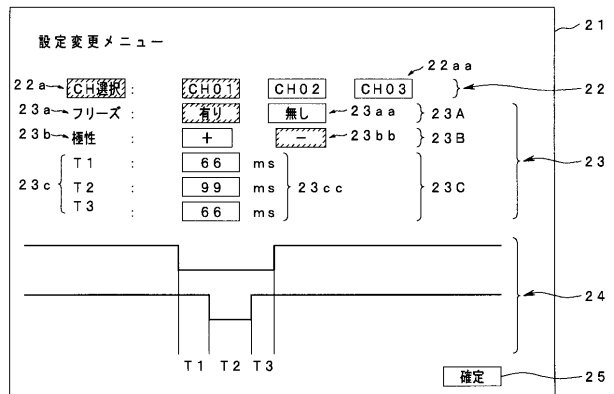 21
設定変更メニュー
22aa
22a CH選択 : CH01 CH02 CH03 22
23a フリーズ : 有り 無し 23aa 23A
23b 極性 : + − 23bb 23B
23
T1 : 66 ms
23c T2 : 99 ms 23cc 23C
T3 : 66 ms
24
T1 T2 T3
確定 25